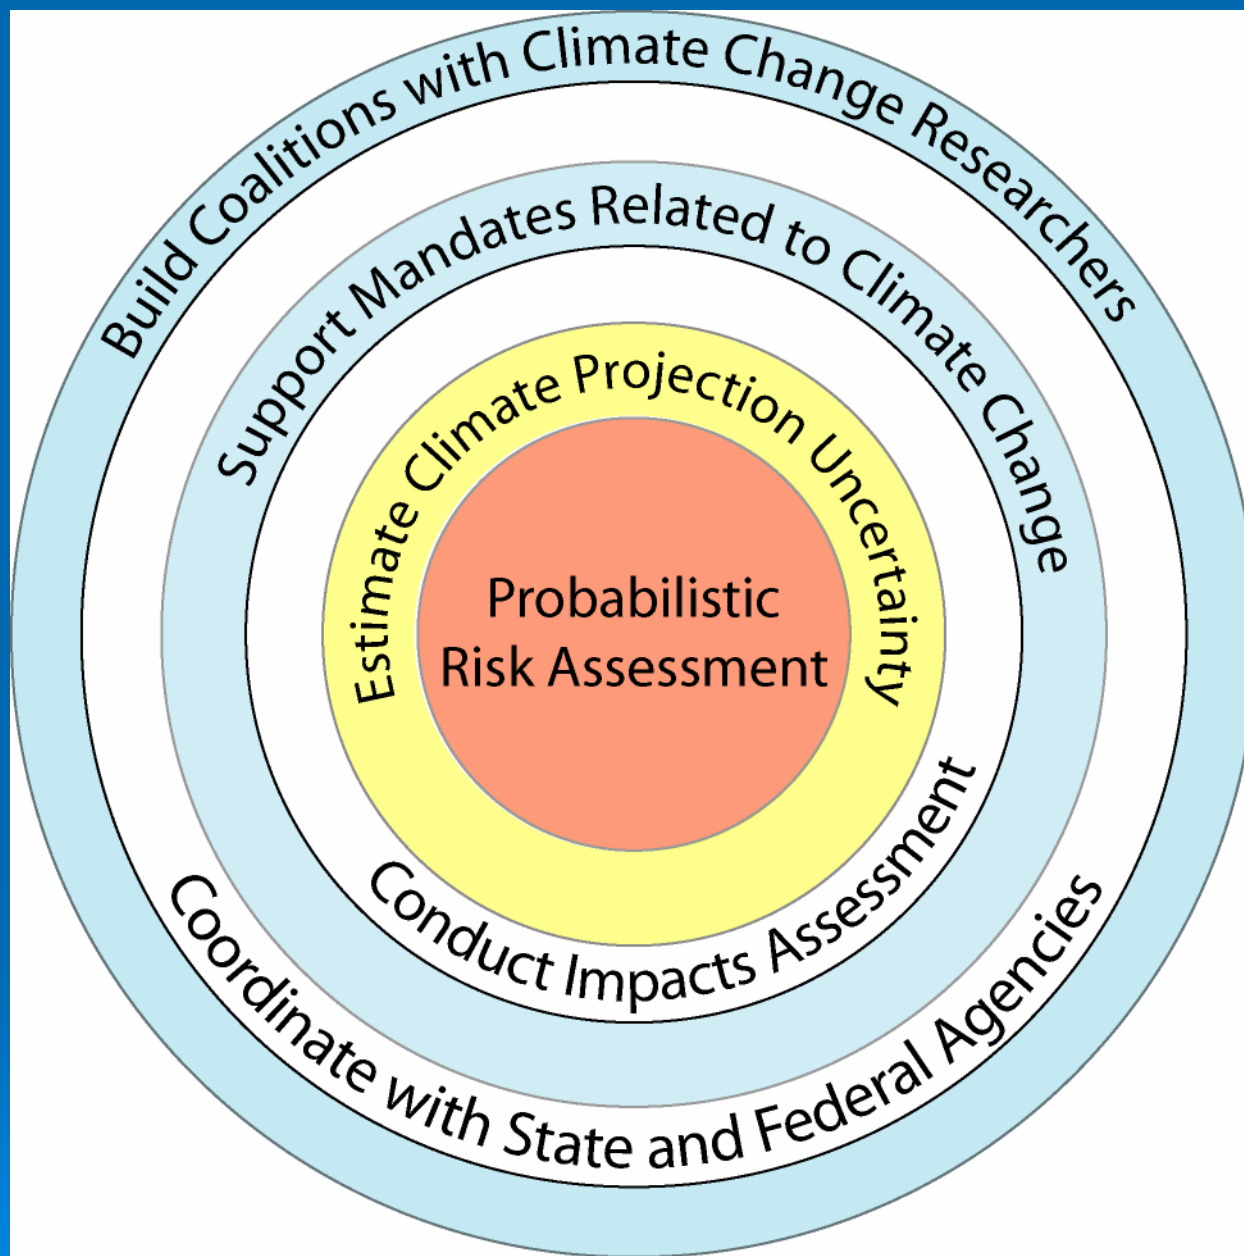 Build Coalitions with Climate Change Researchers
Support Mandates Related to Climate Change
Estimate Climate Projection Uncertainty
Probabilistic
Risk Assessment
Conduct Impacts Assessment
Coordinate with State and Federal Agencies